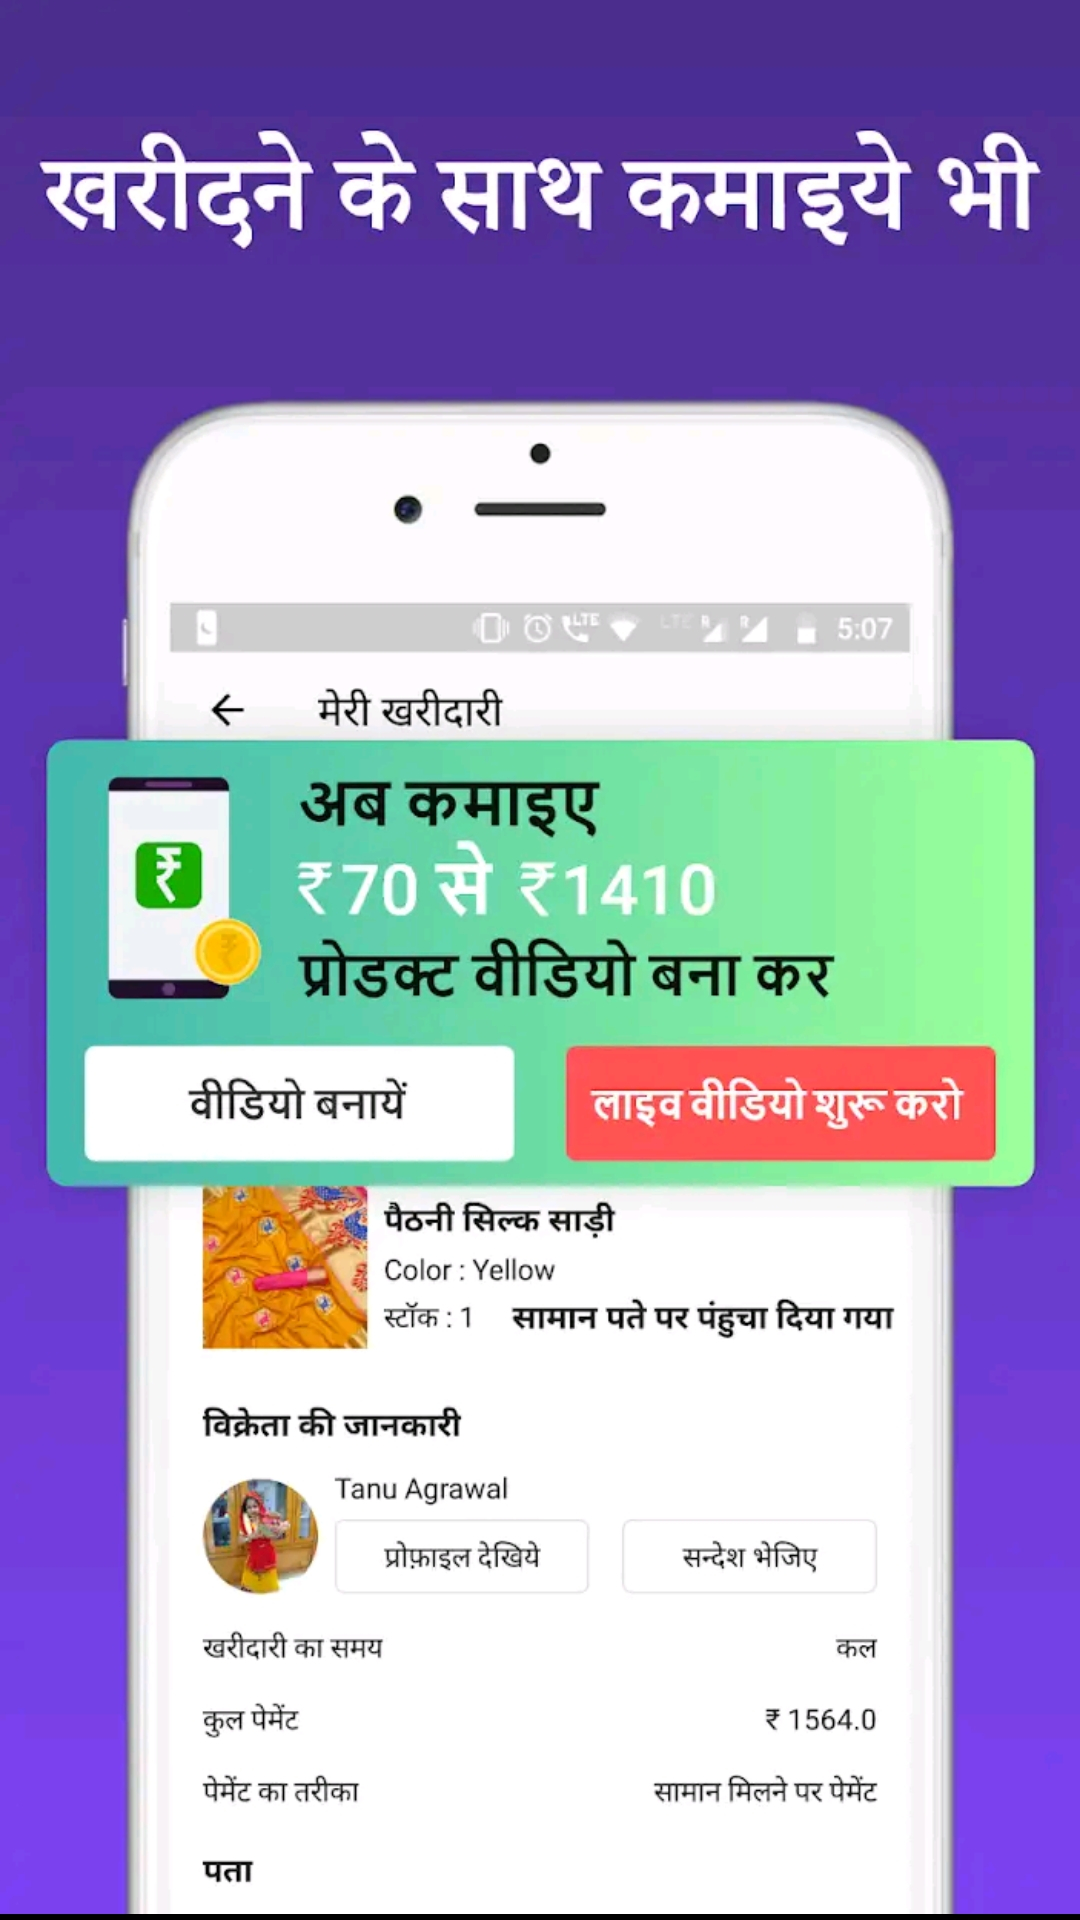 खरीदने के साथ कमाइये भी
5:07
मेरी खरीदारी
अब कमाइए
₹70 से ₹1410
प्रोडक्ट वीडियो बना कर
वीडियो बनायें
लाइव वीडियो शुरू करो
पैठनी सिल्क साड़ी
Color : Yellow
स्टॉक : 1 सामान पते पर पंहुचा दिया गया
विक्रेता की जानकारी
Tanu Agrawal
प्रोफ़ाइल देखिये सन्देश भेजिए
खरीदारी का समय कल
कुल पेमेंट ₹ 1564.0
पेमेंट का तरीका सामान मिलने पर पेमेंट
पता